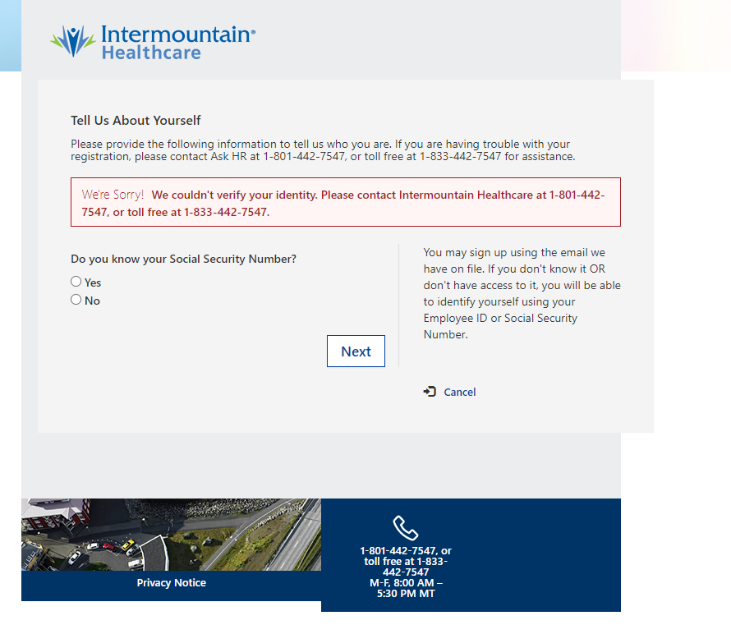 Intermountain®
Healthcare
Tell Us About Yourself
Please provide the following information to tell us who you are. If you are having trouble with your
registration, please contact Ask HR at 1-801-442-7547, or toll free at 1-833-442-7547 for assistance.
We're Sorry! We couldn't verify your identity. Please contact Intermountain Healthcare at 1-801-442-
7547, or toll free at 1-833-442-7547.
Do you know your Social Security Number?
Yes
No
Next
You may sign up using the email we
have on file. If you don't know it OR
don't have access to it, you will be able
to identify yourself using your
Employee ID or Social Security
Number.
Cancel
Privacy Notice
1-801-442-7547, or
toll free at 1-833-
442-7547
M-F, 8:00 AM –
5:30 PM MT